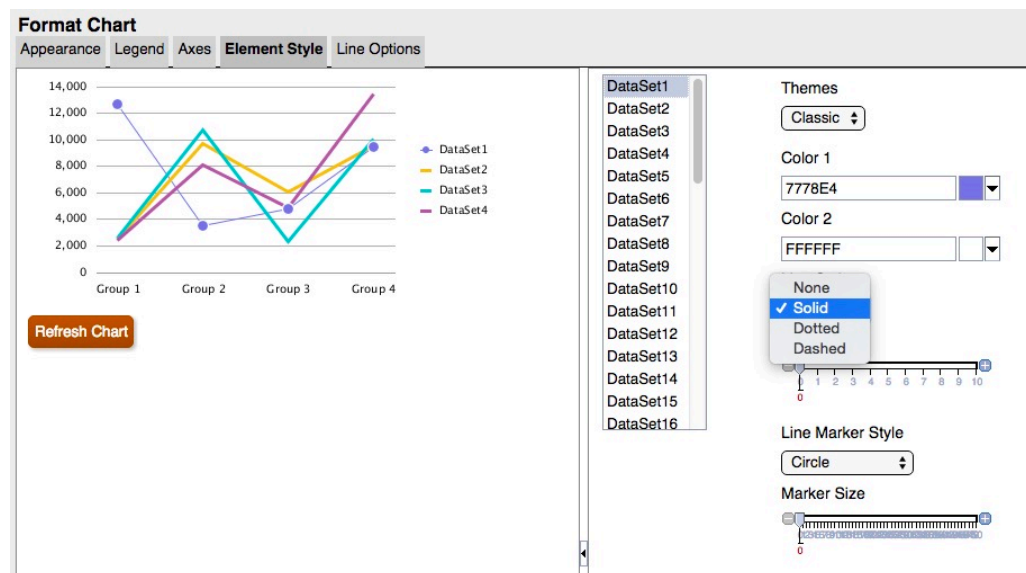 Format Chart
Appearance Legend Axes Element Style Line Options
14,000
12,000
10,000
8,000
6,000
4,000
2,000
0
Group 1 Group 2 Group 3 Group 4
DataSet1
DataSet2
DataSet3
DataSet4
Refresh Chart
DataSet1
DataSet2
DataSet3
DataSet4
DataSet5
DataSet6
DataSet7
DataSet8
DataSet9
DataSet10
DataSet11
DataSet12
DataSet13
DataSet14
DataSet15
DataSet16
Themes
Classic
Color 1
7778E4
Color 2
FFFFFF
None
✓ Solid
Dotted
Dashed
0 1 2 3 4 5 6 7 8 9 10
0
Line Marker Style
Circle
Marker Size
0